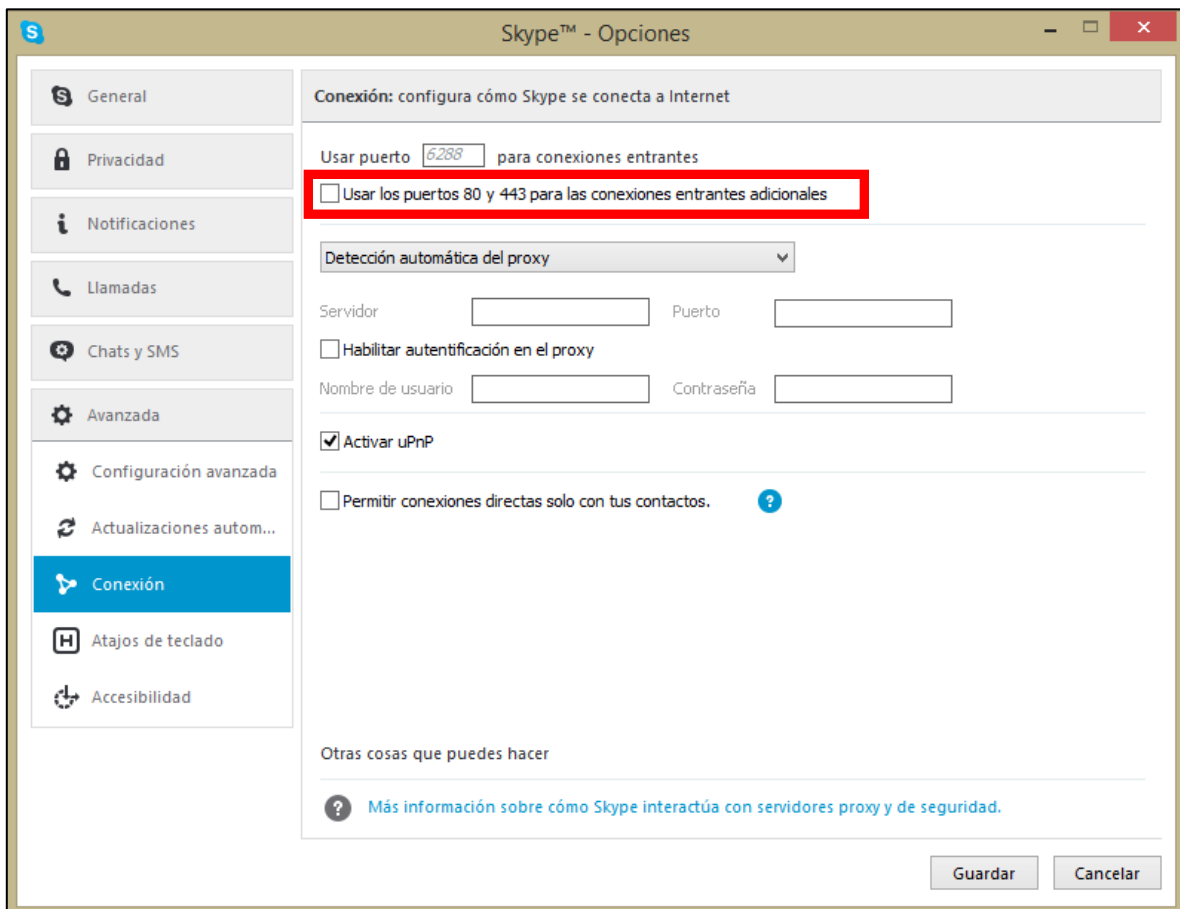 Skype™ - Opciones
General
Privacidad
Notificaciones
Llamadas
Chats y SMS
Avanzada
Configuración avanzada
Actualizaciones autom...
Conexión
Atajos de teclado
Accesibilidad
Conexión: configura cómo Skype se conecta a Internet
Usar puerto 6288 para conexiones entrantes
Usar los puertos 80 y 443 para las conexiones entrantes adicionales
Detección automática del proxy
Servidor Puerto
Habilitar autentificación en el proxy
Nombre de usuario Contraseña
Activar uPnP
Permitir conexiones directas solo con tus contactos.
Otras cosas que puedes hacer
Más información sobre cómo Skype interactúa con servidores proxy y de seguridad.
Guardar Cancelar